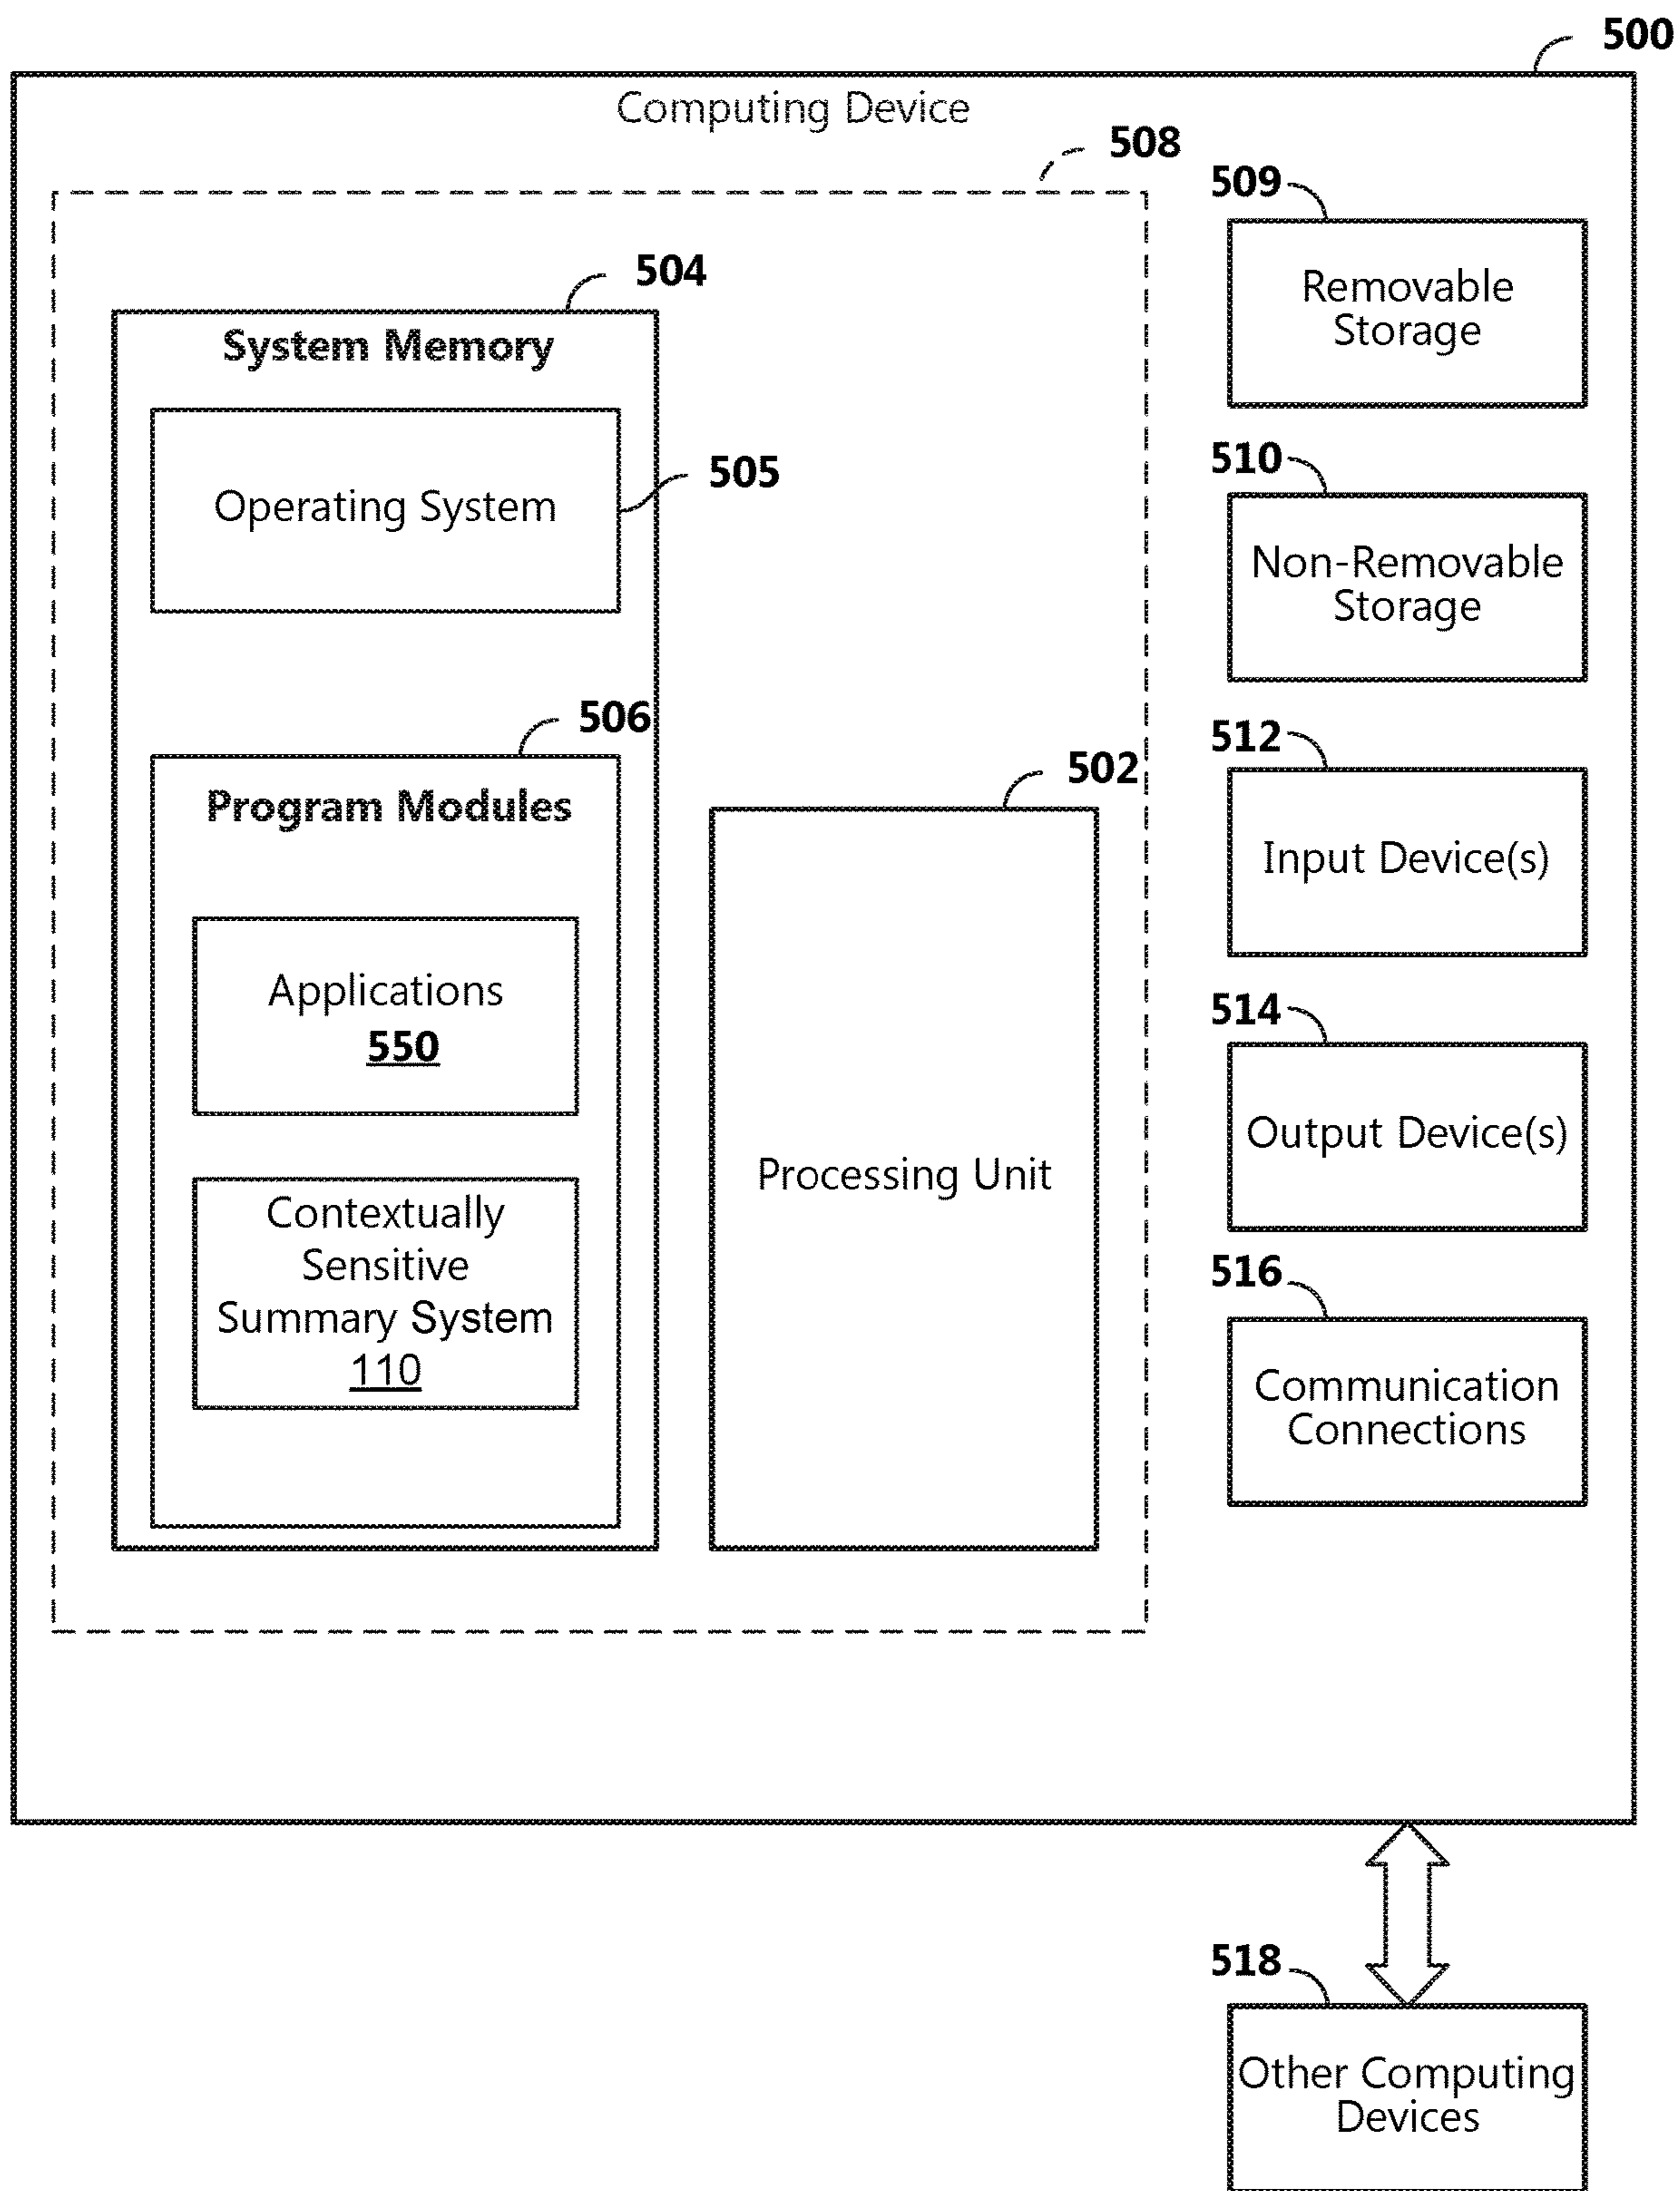 500
Computing Device
508
509
Removable
Storage
504
System Memory
Operating System
505
510
Non-Removable
Storage
506
Program Modules
502
512
Input Device(s)
Applications
550
514
Output Device(s)
Processing Unit
Contextually
Sensitive
Summary System
110
516
Communication
Connections
518
Other Computing
Devices